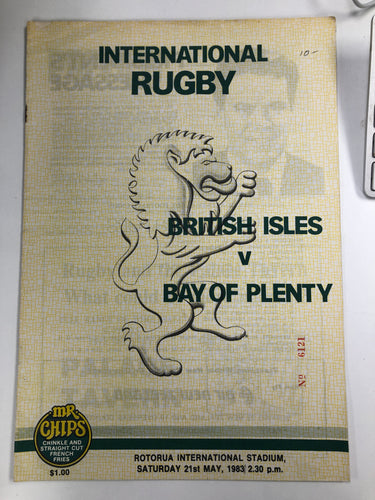 INTERNATIONAL
RUGBY
10-
BRITISH ISLES
v
BAY OF PLENTY
No 6121
MR
CHIPS
CRINKLE AND
STRAIGHT CUT
FRENCH
FRIES
$1.00
ROTORUA INTERNATIONAL STADIUM,
SATURDAY 21st MAY, 1983 2.30 p.m.